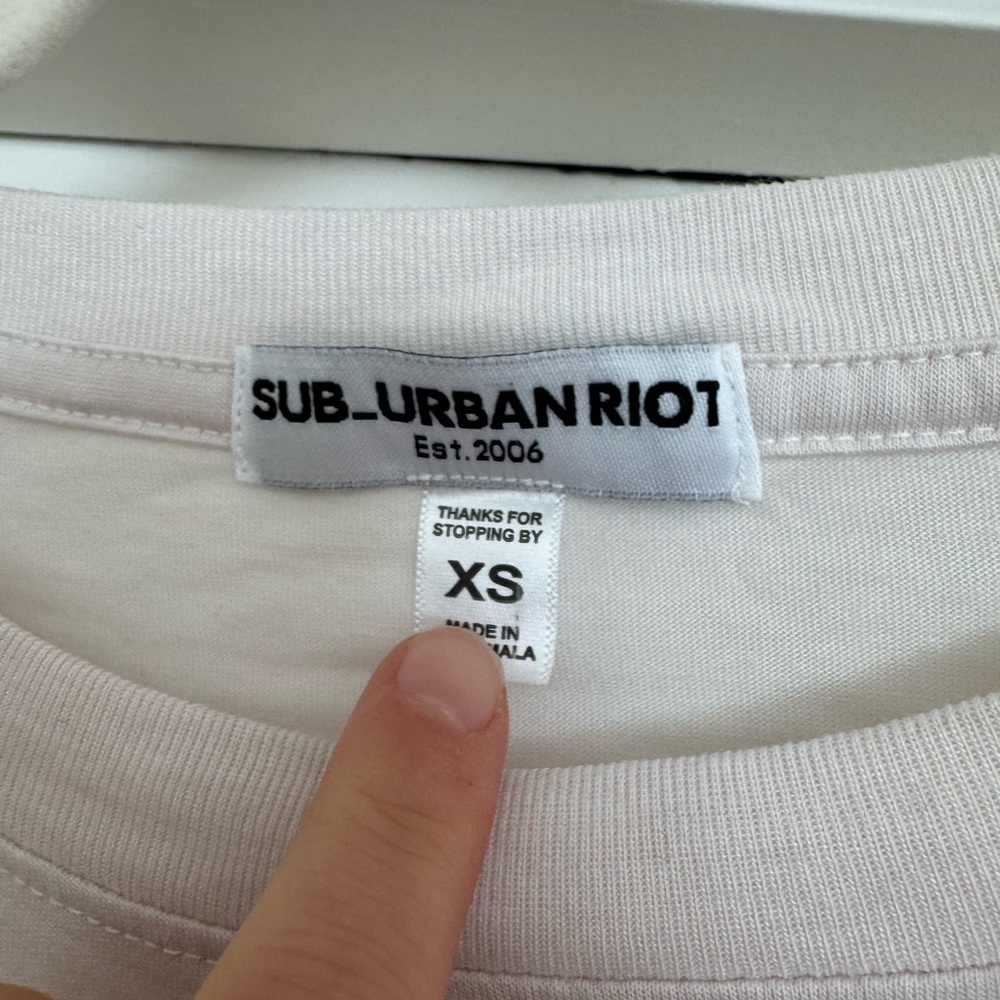 SUB_URBAN RIOT
Est.2006
THANKS FOR
STOPPING BY
XS
MADE IN